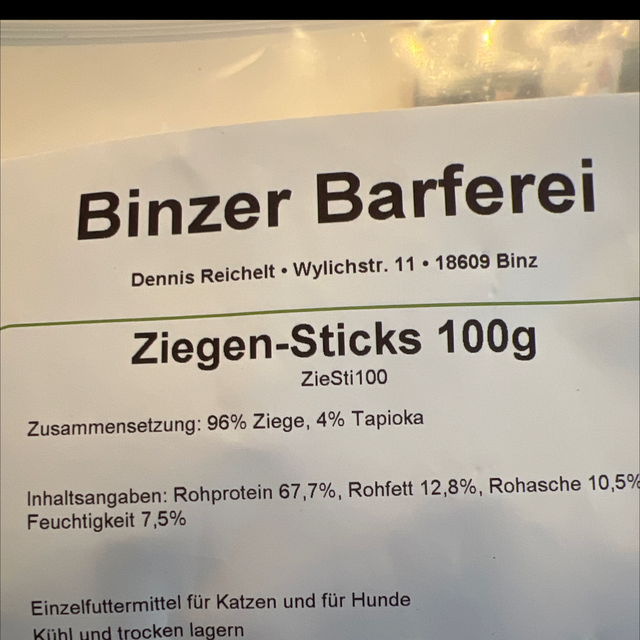 Binzer Barferei
Dennis Reichelt • Wylichstr. 11 • 18609 Binz
Ziegen-Sticks 100g
ZieSti100
Zusammensetzung: 96% Ziege, 4% Tapioka
Inhaltsangaben: Rohprotein 67,7%, Rohfett 12,8%, Rohasche 10,5%
Feuchtigkeit 7,5%
Einzelfuttermittel für Katzen und für Hunde
Kühl und trocken lagern